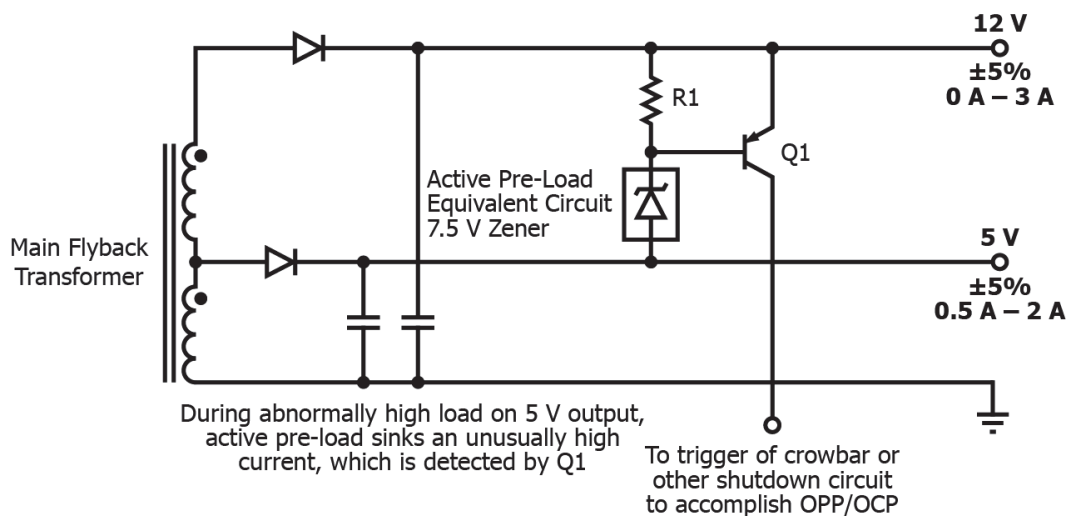 12 V
±5%
0 A – 3 A
R1
Q1
Active Pre-Load
Equivalent Circuit
7.5 V Zener
Main Flyback
Transformer
5 V
±5%
0.5 A – 2 A
During abnormally high load on 5 V output,
active pre-load sinks an unusually high
current, which is detected by Q1
To trigger of crowbar or
other shutdown circuit
to accomplish OPP/OCP